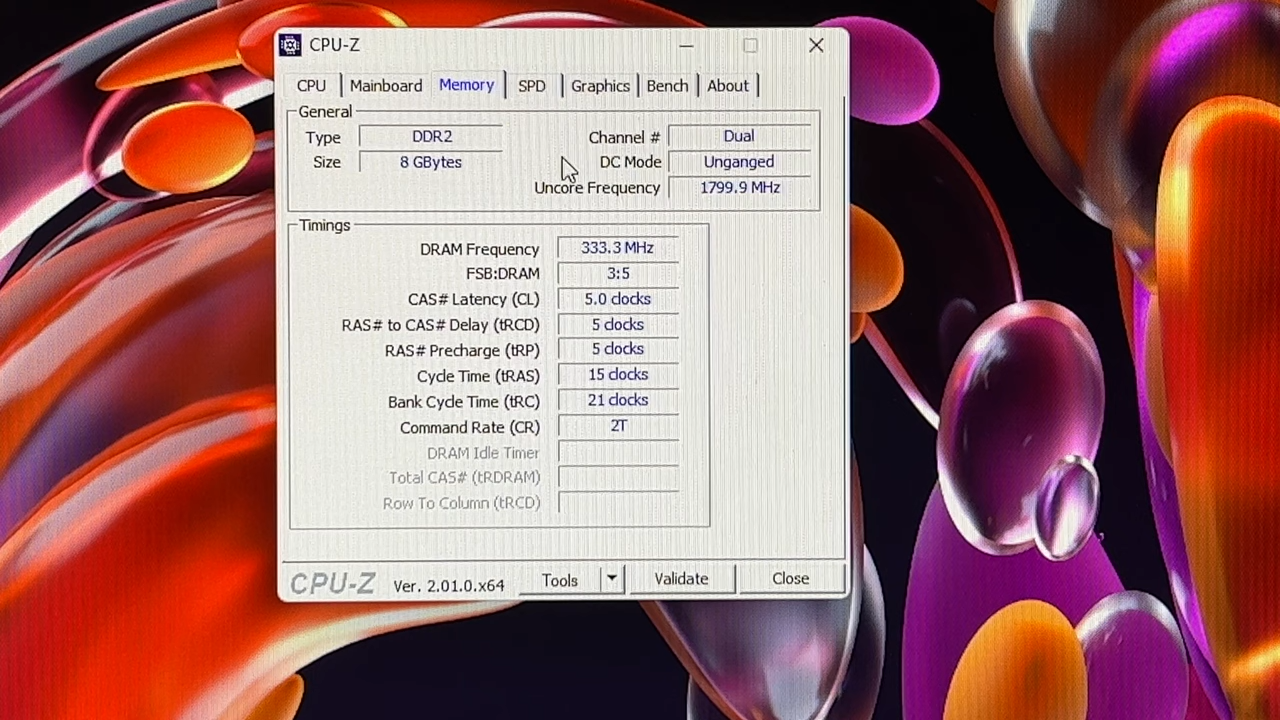 CPU-Z
CPU Mainboard Memory SPD Graphics Bench About
General
Type DDR2 Channel # Dual
Size 8 GBytes DC Mode Unganged
Uncore Frequency 1799.9 MHz
Timings
DRAM Frequency 333.3 MHz
FSB:DRAM 3:5
CAS# Latency (CL) 5.0 clocks
RAS# to CAS# Delay (tRCD) 5 clocks
RAS# Precharge (tRP) 5 clocks
Cycle Time (tRAS) 15 clocks
Bank Cycle Time (tRC) 21 clocks
Command Rate (CR) 2T
DRAM Idle Timer
Total CAS# (tRDRAM)
Row To Column (tRCD)
CPU-Z Ver. 2.01.0.x64 Tools Validate Close